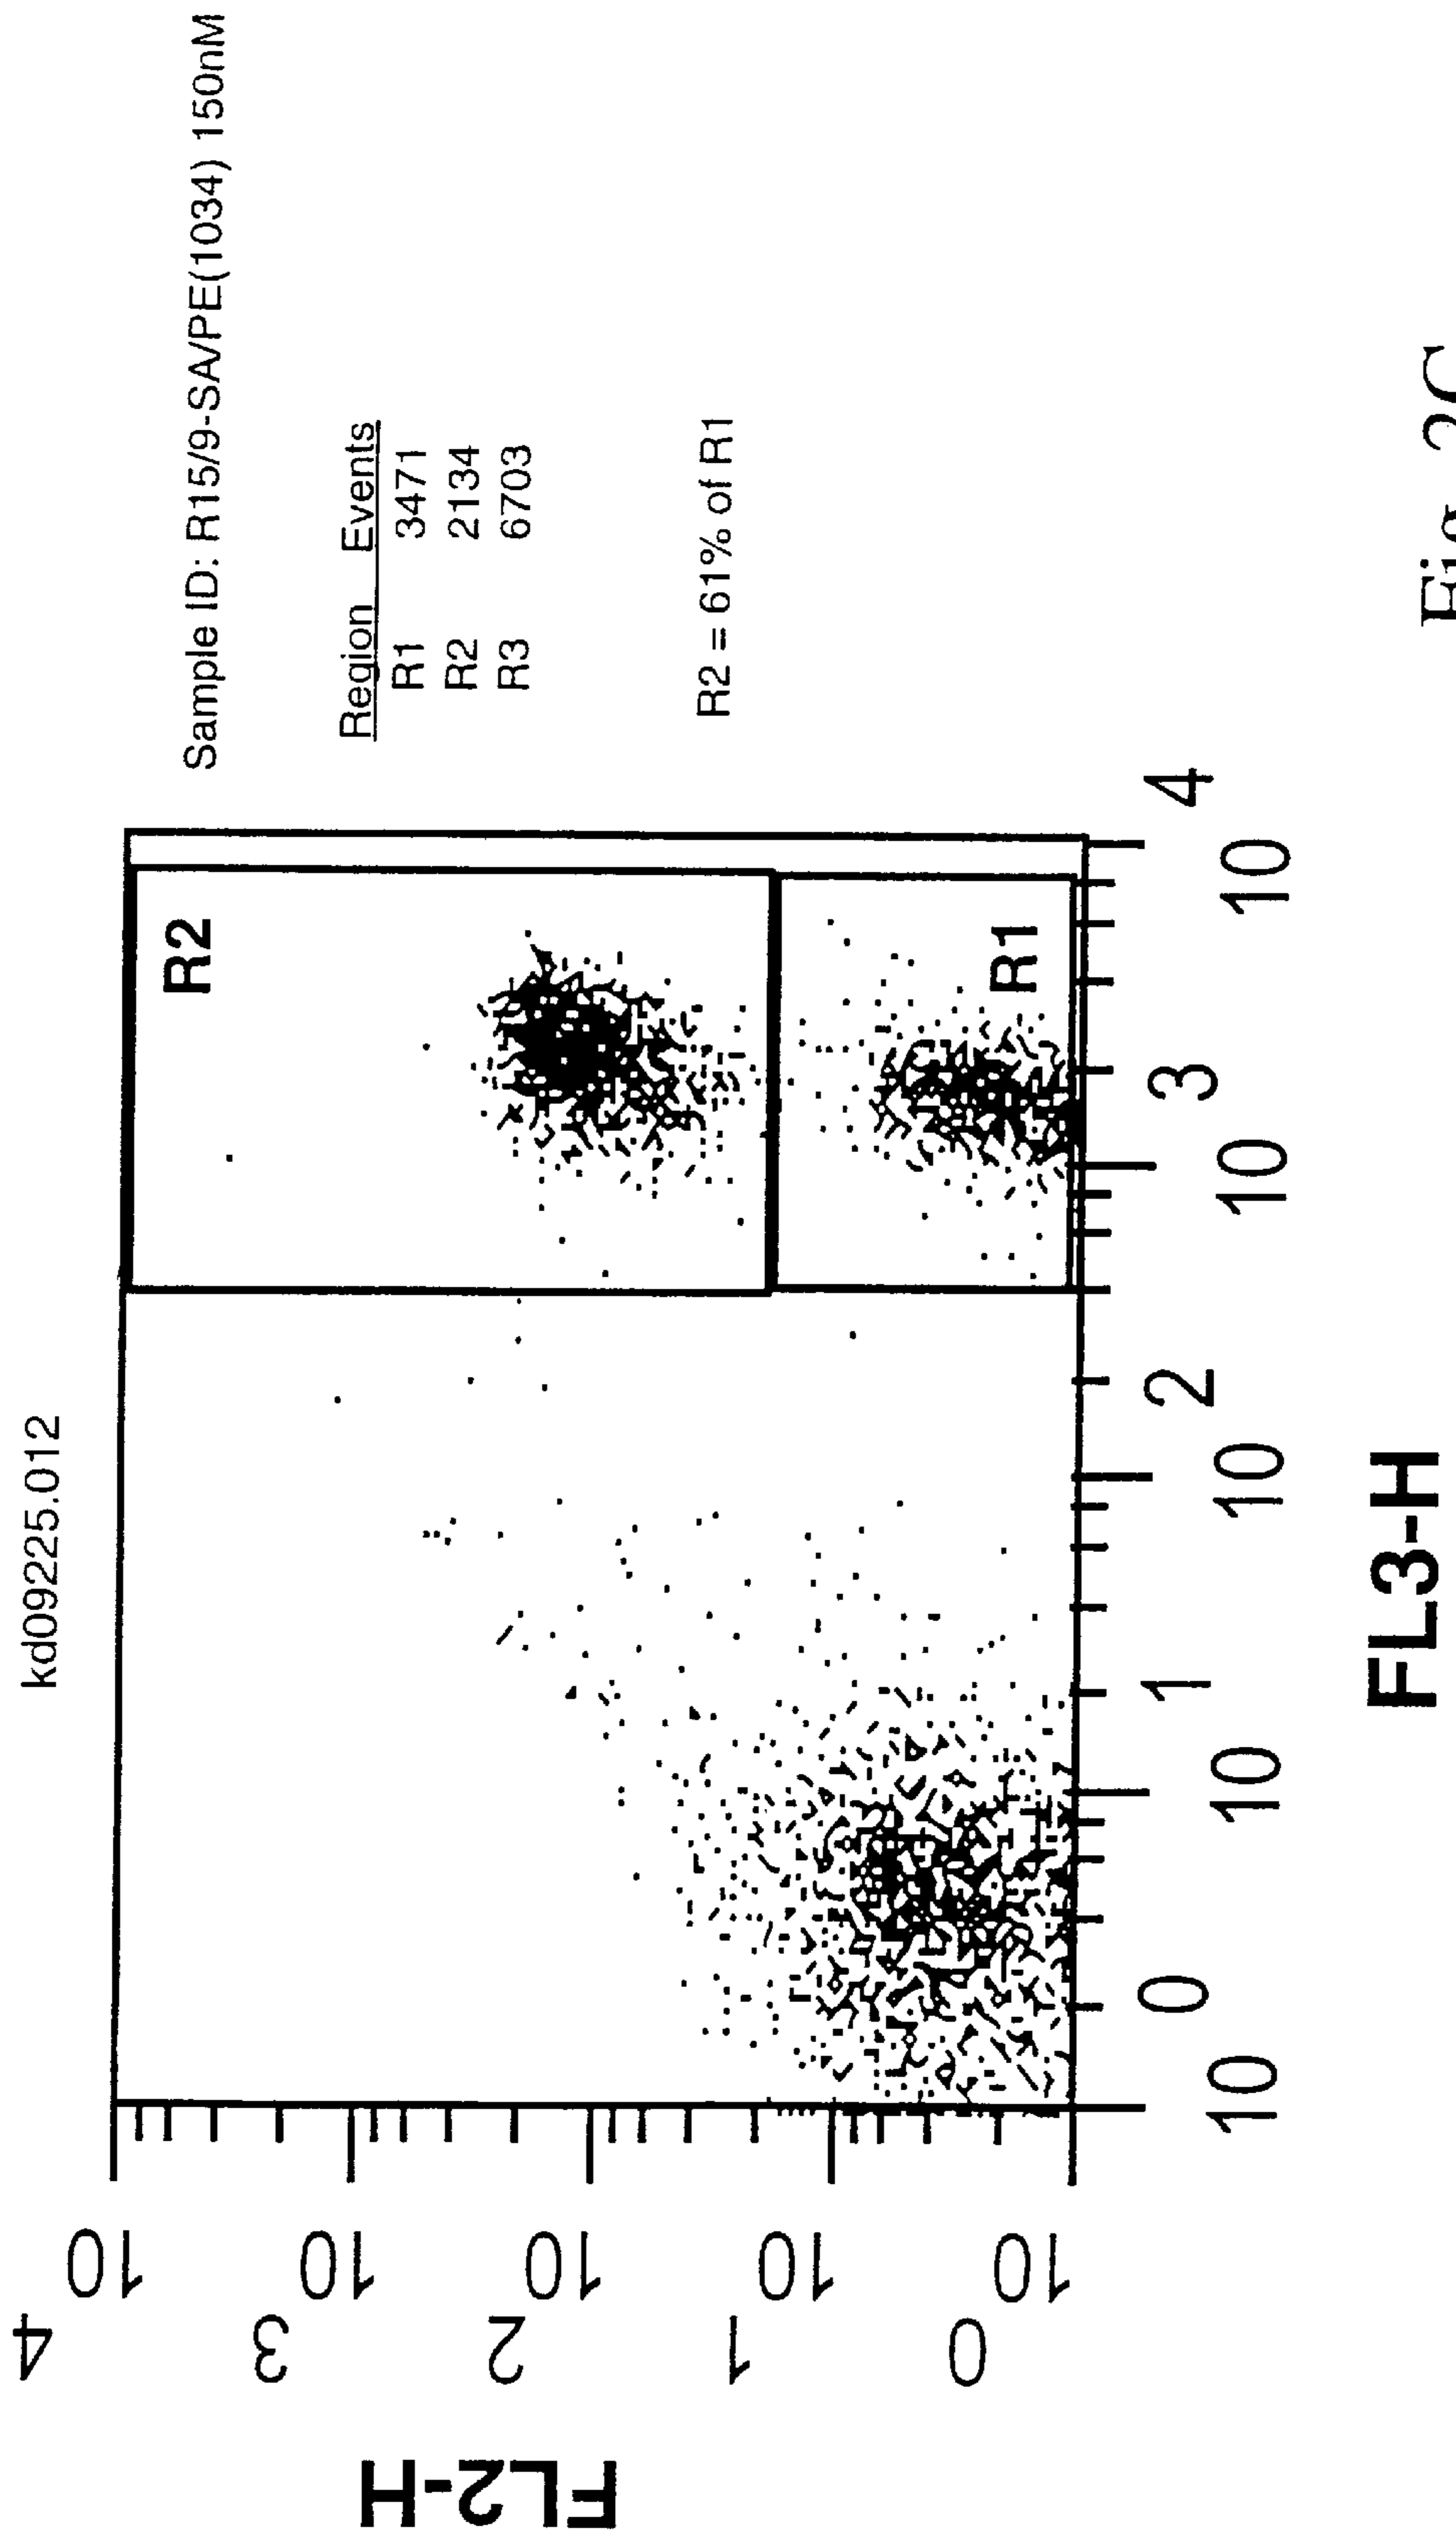 kd09225.012
Sample ID: R15/9-SA/PE(1034) 150nM
Region Events
R1 3471
R2 2134
R3 6703
R2 = 61% of R1
R2
R1
FL2-H
10 4
10 3
10 2
10 1
10 0
10 0
10 1
10 2
10 3
10 4
FL3-H
Fig. 2C